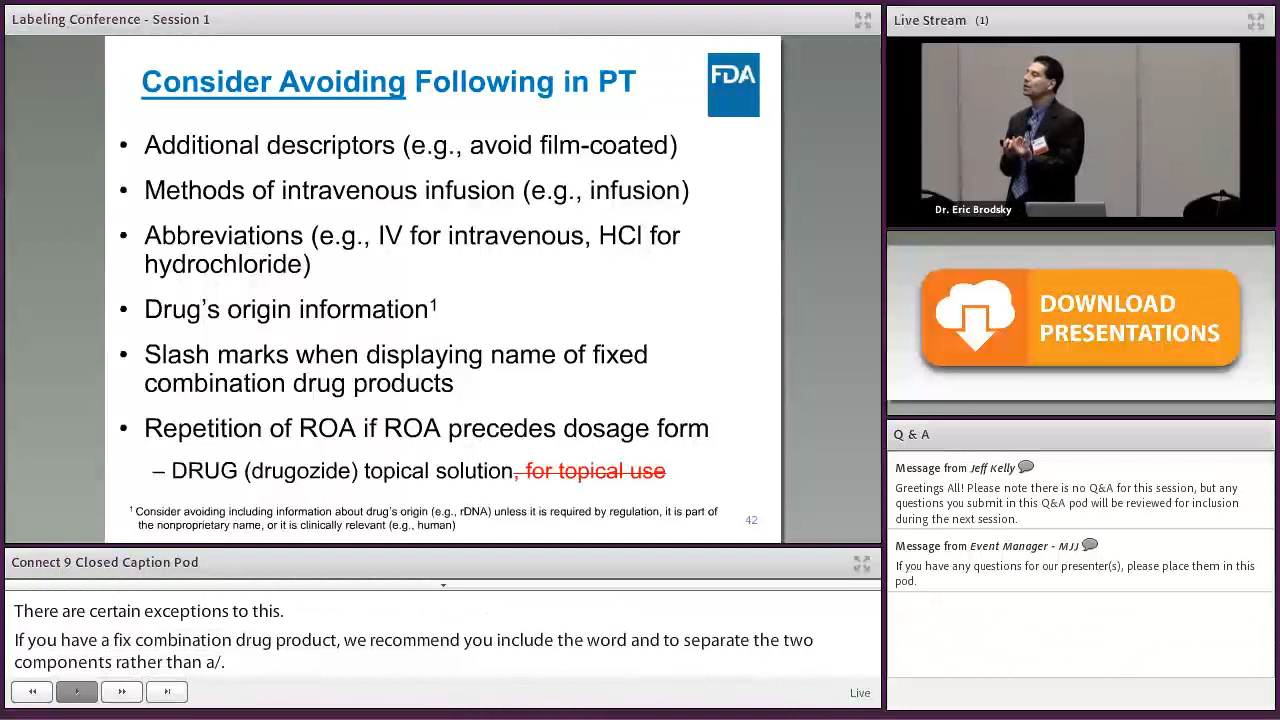 Labeling Conference - Session 1
Consider Avoiding Following in PT
FDA
• Additional descriptors (e.g., avoid film-coated)
• Methods of intravenous infusion (e.g., infusion)
• Abbreviations (e.g., IV for intravenous, HCl for
hydrochloride)
• Drug’s origin information¹
• Slash marks when displaying name of fixed
combination drug products
• Repetition of ROA if ROA precedes dosage form
– DRUG (drugozide) topical solution, for topical use
¹ Consider avoiding including information about drug’s origin (e.g., rDNA) unless it is required by regulation, it is part of
the nonproprietary name, or it is clinically relevant (e.g., human)
42
Connect 9 Closed Caption Pod
There are certain exceptions to this.
If you have a fix combination drug product, we recommend you include the word and to separate the two
components rather than a/.
Live
Live Stream (1)
Dr. Eric Brodsky
DOWNLOAD
PRESENTATIONS
Q & A
Message from Jeff Kelly
Greetings All! Please note there is no Q&A for this session, but any
questions you submit in this Q&A pod will be reviewed for inclusion
during the next session.
Message from Event Manager - MJJ
If you have any questions for our presenter(s), please place them in this
pod.